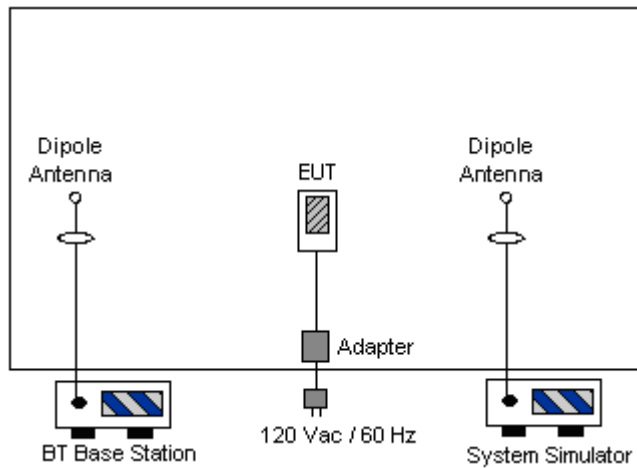 Dipole
Antenna
EUT
Dipole
Antenna
Adapter
BT Base Station
120 Vac / 60 Hz
System Simulator